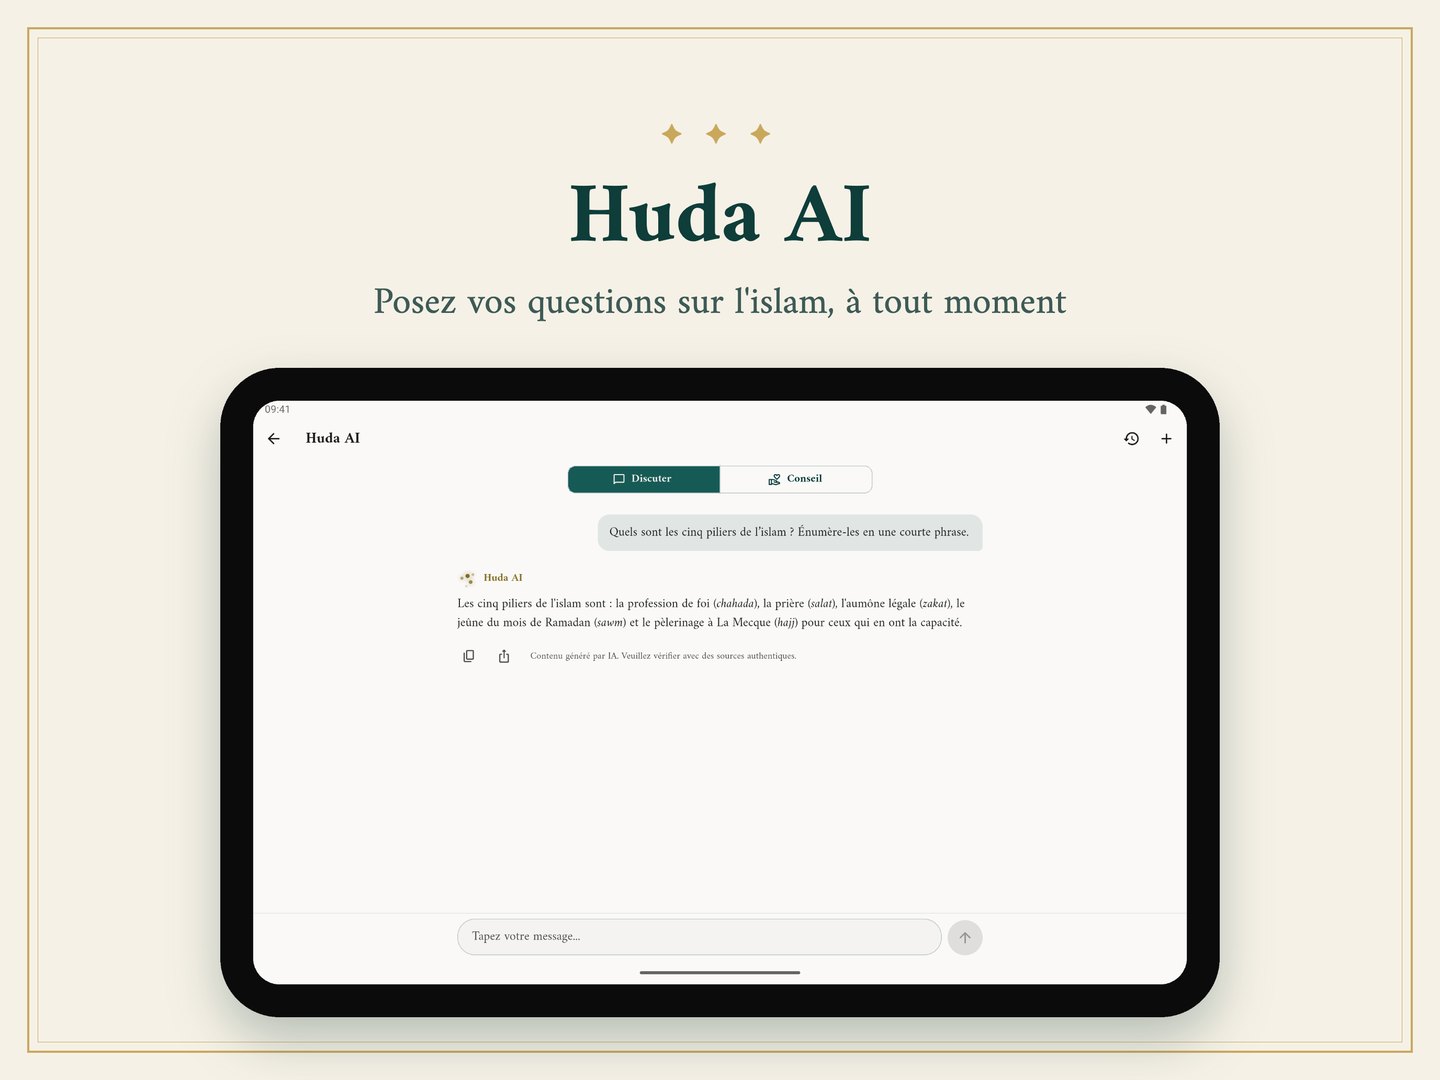 Huda AI
Posez vos questions sur l'islam, à tout moment
09:41
Huda AI
Discuter
Conseil
Quels sont les cinq piliers de l'islam ? Énumère-les en une courte phrase.
Huda AI
Les cinq piliers de l'islam sont : la profession de foi (chahada), la prière (salat), l'aumône légale (zakat), le
jeûne du mois de Ramadan (sawm) et le pèlerinage à La Mecque (hajj) pour ceux qui en ont la capacité.
Contenu généré par IA. Veuillez vérifier avec des sources authentiques.
Tapez votre message...